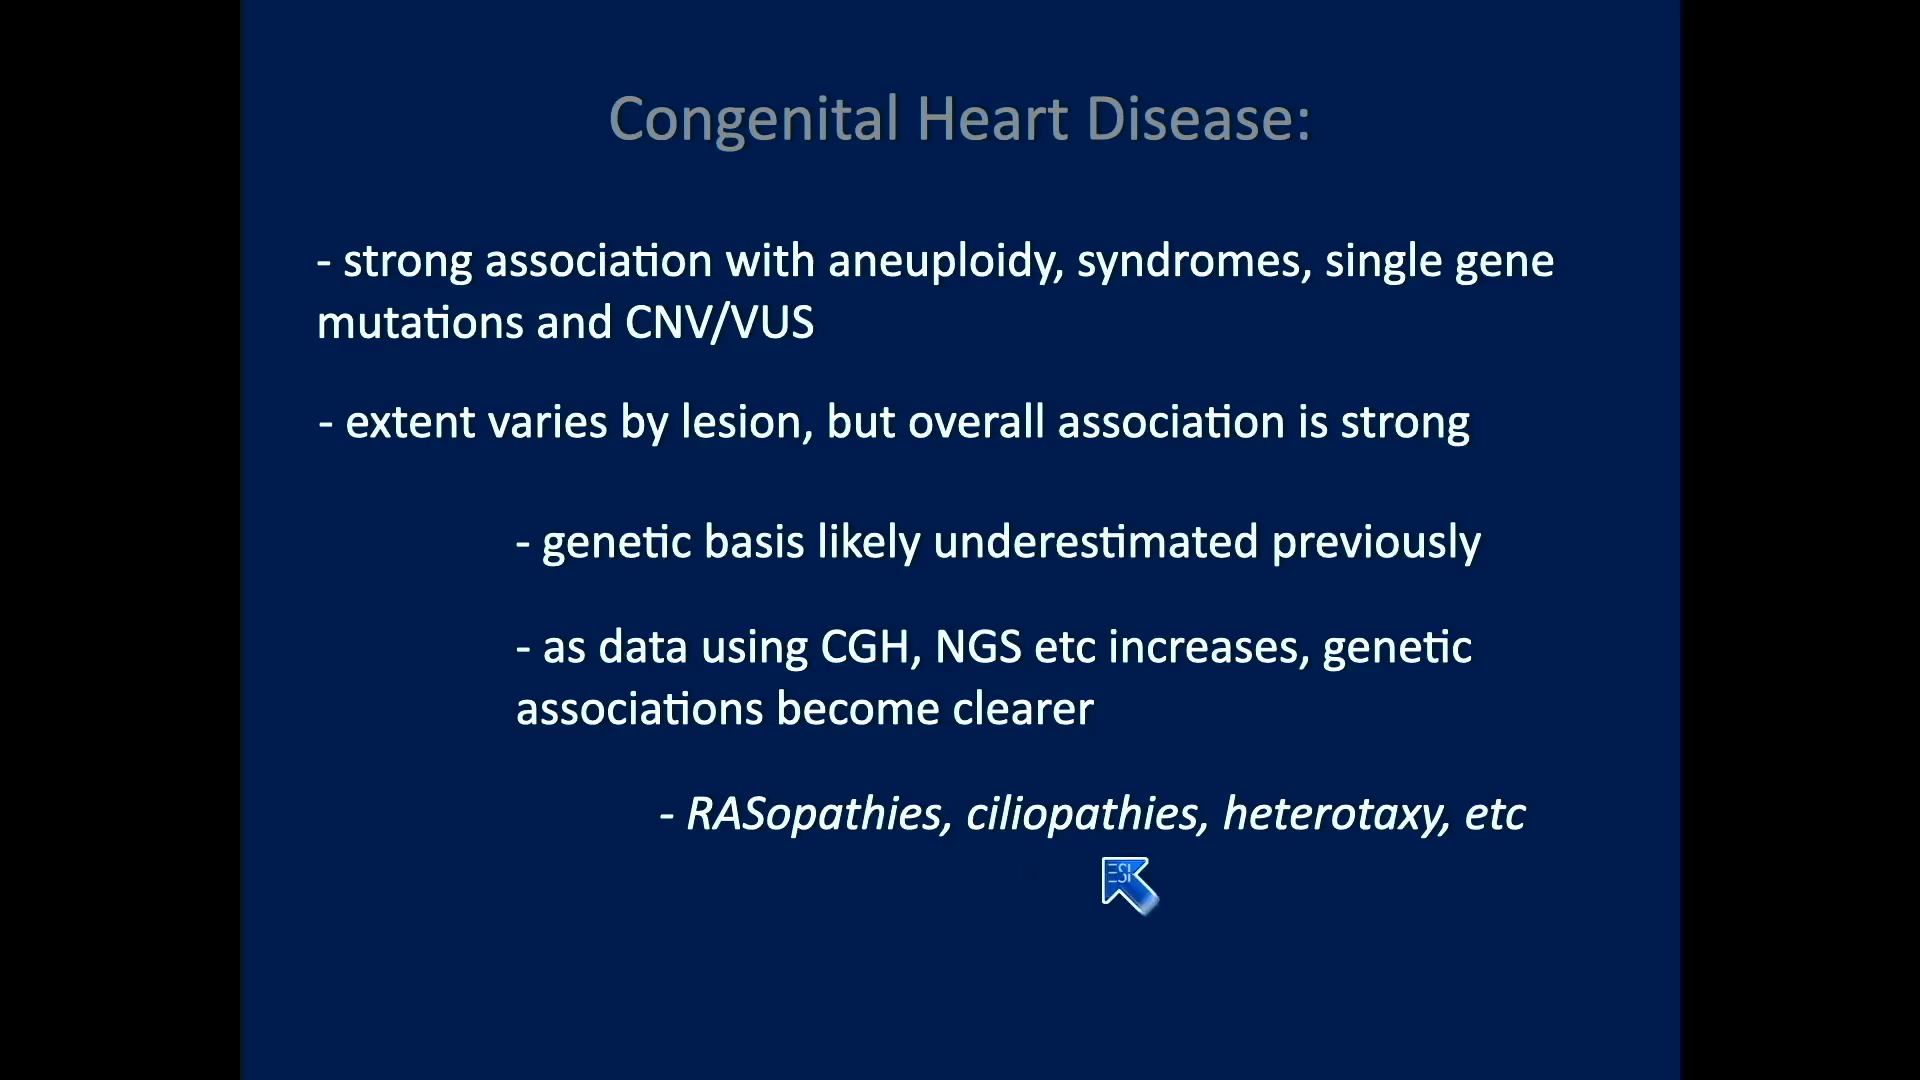 Congenital Heart Disease:
- strong association with aneuploidy, syndromes, single gene
mutations and CNV/VUS
- extent varies by lesion, but overall association is strong
- genetic basis likely underestimated previously
- as data using CGH, NGS etc increases, genetic
associations become clearer
- RASopathies, ciliopathies, heterotaxy, etc
ESI